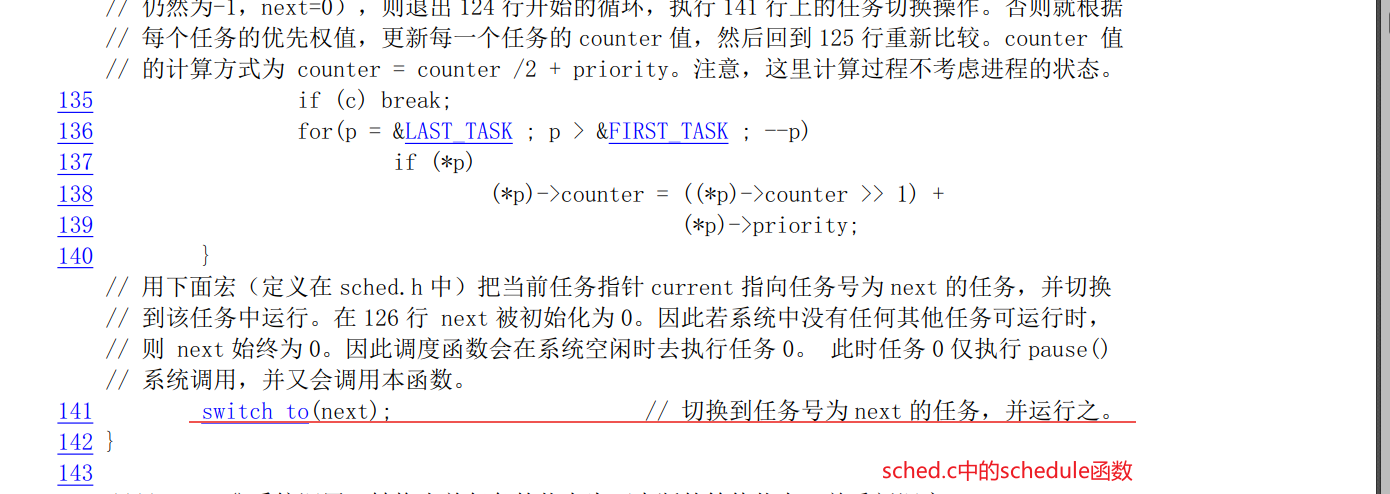 // 仍然为-1，next=0），则退出 124 行开始的循环，执行 141 行上的任务切换操作。否则就根据
// 每个任务的优先权值，更新每一个任务的 counter 值，然后回到 125 行重新比较。counter 值
// 的计算方式为 counter = counter /2 + priority。注意，这里计算过程不考虑进程的状态。
135 if (c) break;
136 for(p = &LAST_TASK ; p > &FIRST_TASK ; --p)
137 if (*p)
138 (*p)->counter = ((*p)->counter >> 1) +
139 (*p)->priority;
140 }
// 用下面宏（定义在 sched.h 中）把当前任务指针 current 指向任务号为 next 的任务，并切换
// 到该任务中运行。在 126 行 next 被初始化为 0。因此若系统中没有任何其他任务可运行时，
// 则 next 始终为 0。因此调度函数会在系统空闲时去执行任务 0。 此时任务 0 仅执行 pause()
// 系统调用，并又会调用本函数。
141 switch_to(next); // 切换到任务号为 next 的任务，并运行之。
142 }
143
sched.c中的schedule函数